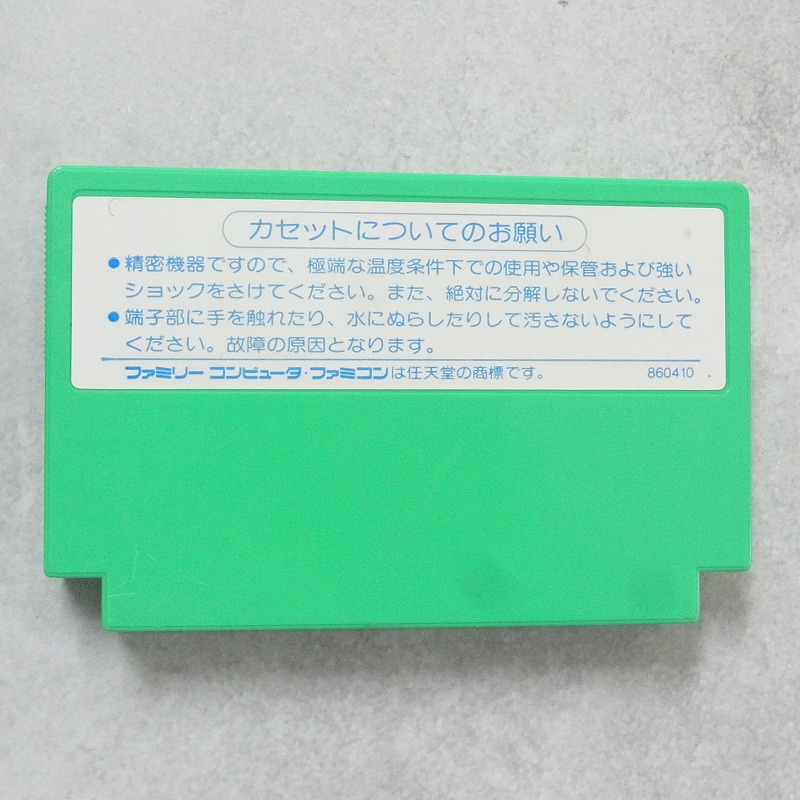 カセットについてのお願い
●精密機器ですので、極端な温度条件下での使用や保管および強い
ショックをさけてください。また、絶対に分解しないでください。
●端子部に手を触れたり、水にぬらしたりして汚さないようにして
ください。故障の原因となります。
ファミリーコンピュータ・ファミコンは任天堂の商標です。 860410